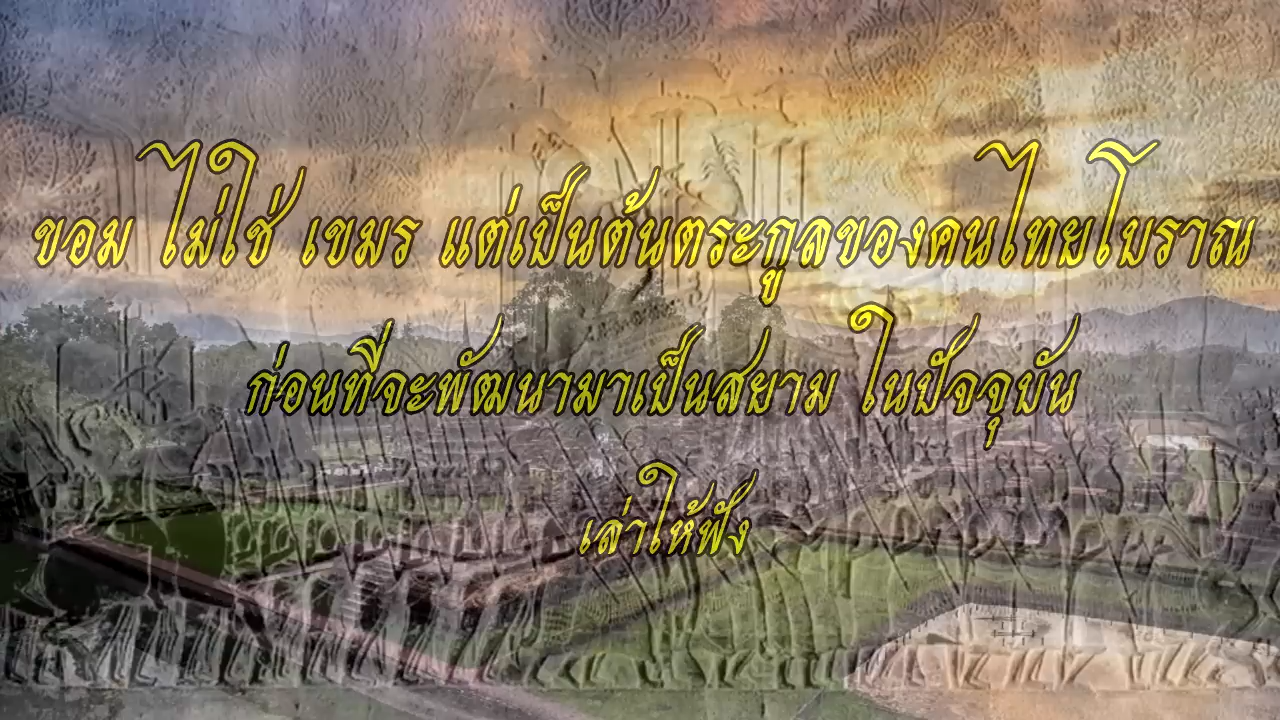 ขอม ไม่ใช่ เขมร แต่เป็นต้นตระกูลของคนไทยโบราณ
ก่อนที่จะพัฒนามาเป็นสยาม ในปัจจุบัน
เล่าให้ฟัง